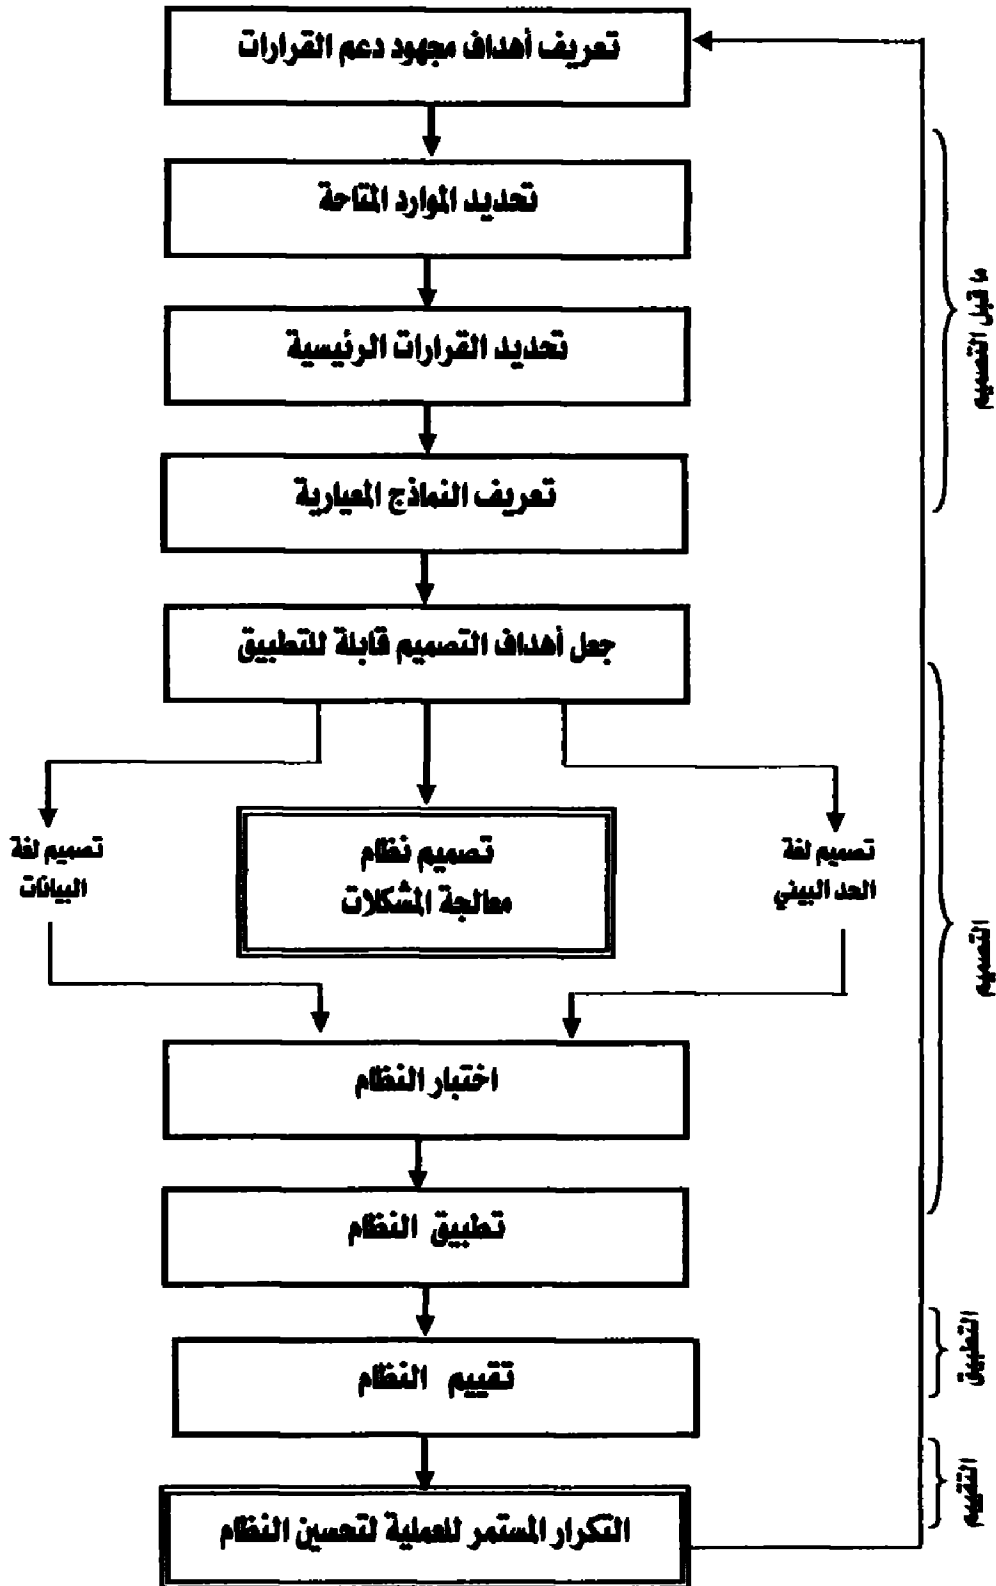 تعريف أهداف مجهود دعم القرارات
تحديد الموارد المتاحة
تحديد القرارات الرئيسية
تعريف النماذج المعيارية
ما قبل التصميم
جعل أهداف التصميم قابلة للتطبيق
تصميم لغة
الحد البيني
تصميم نظام
معالجة المشكلات
تصميم لغة
البيانات
التصميم
اختبار النظام
تطبيق النظام
تقييم النظام
التطبيق
التكرار المستمر للعملية لتحسين النظام
التقييم